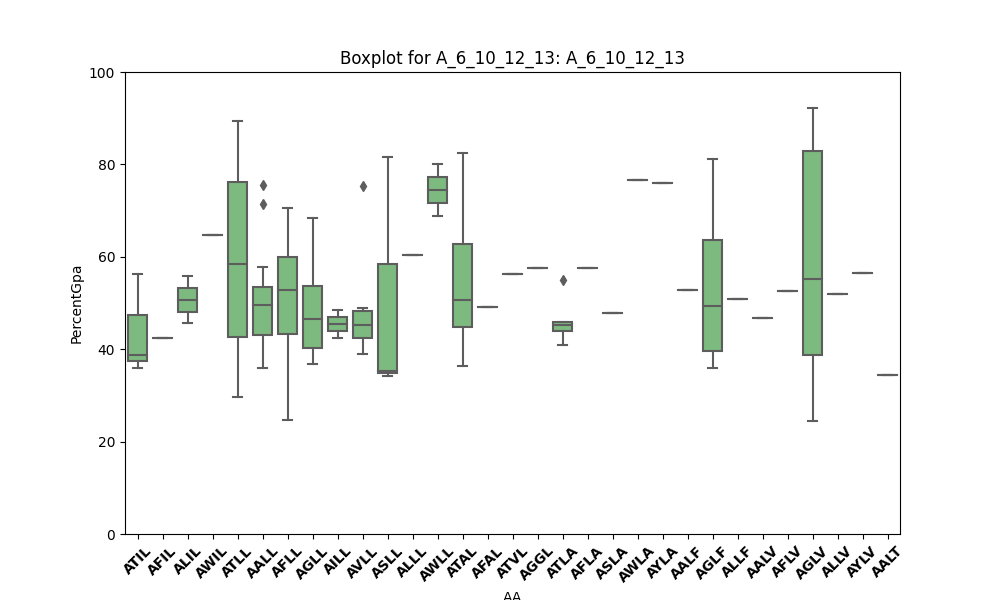 Boxplot for A_6_10_12_13: A_6_10_12_13
100
80
60
40
20
0
PercentGpa
ATIL AFIL ALIL AWIL ATLL AALL AFLL AGLL AILL AVLL ASLL ALLL AWLL ATAL AFAL ATVL AGGL ATLA AFLA ASLA AWLA AYLA AALF AGLF ALLF AALV AFLV AGLV ALLV AYLV AALT
AA